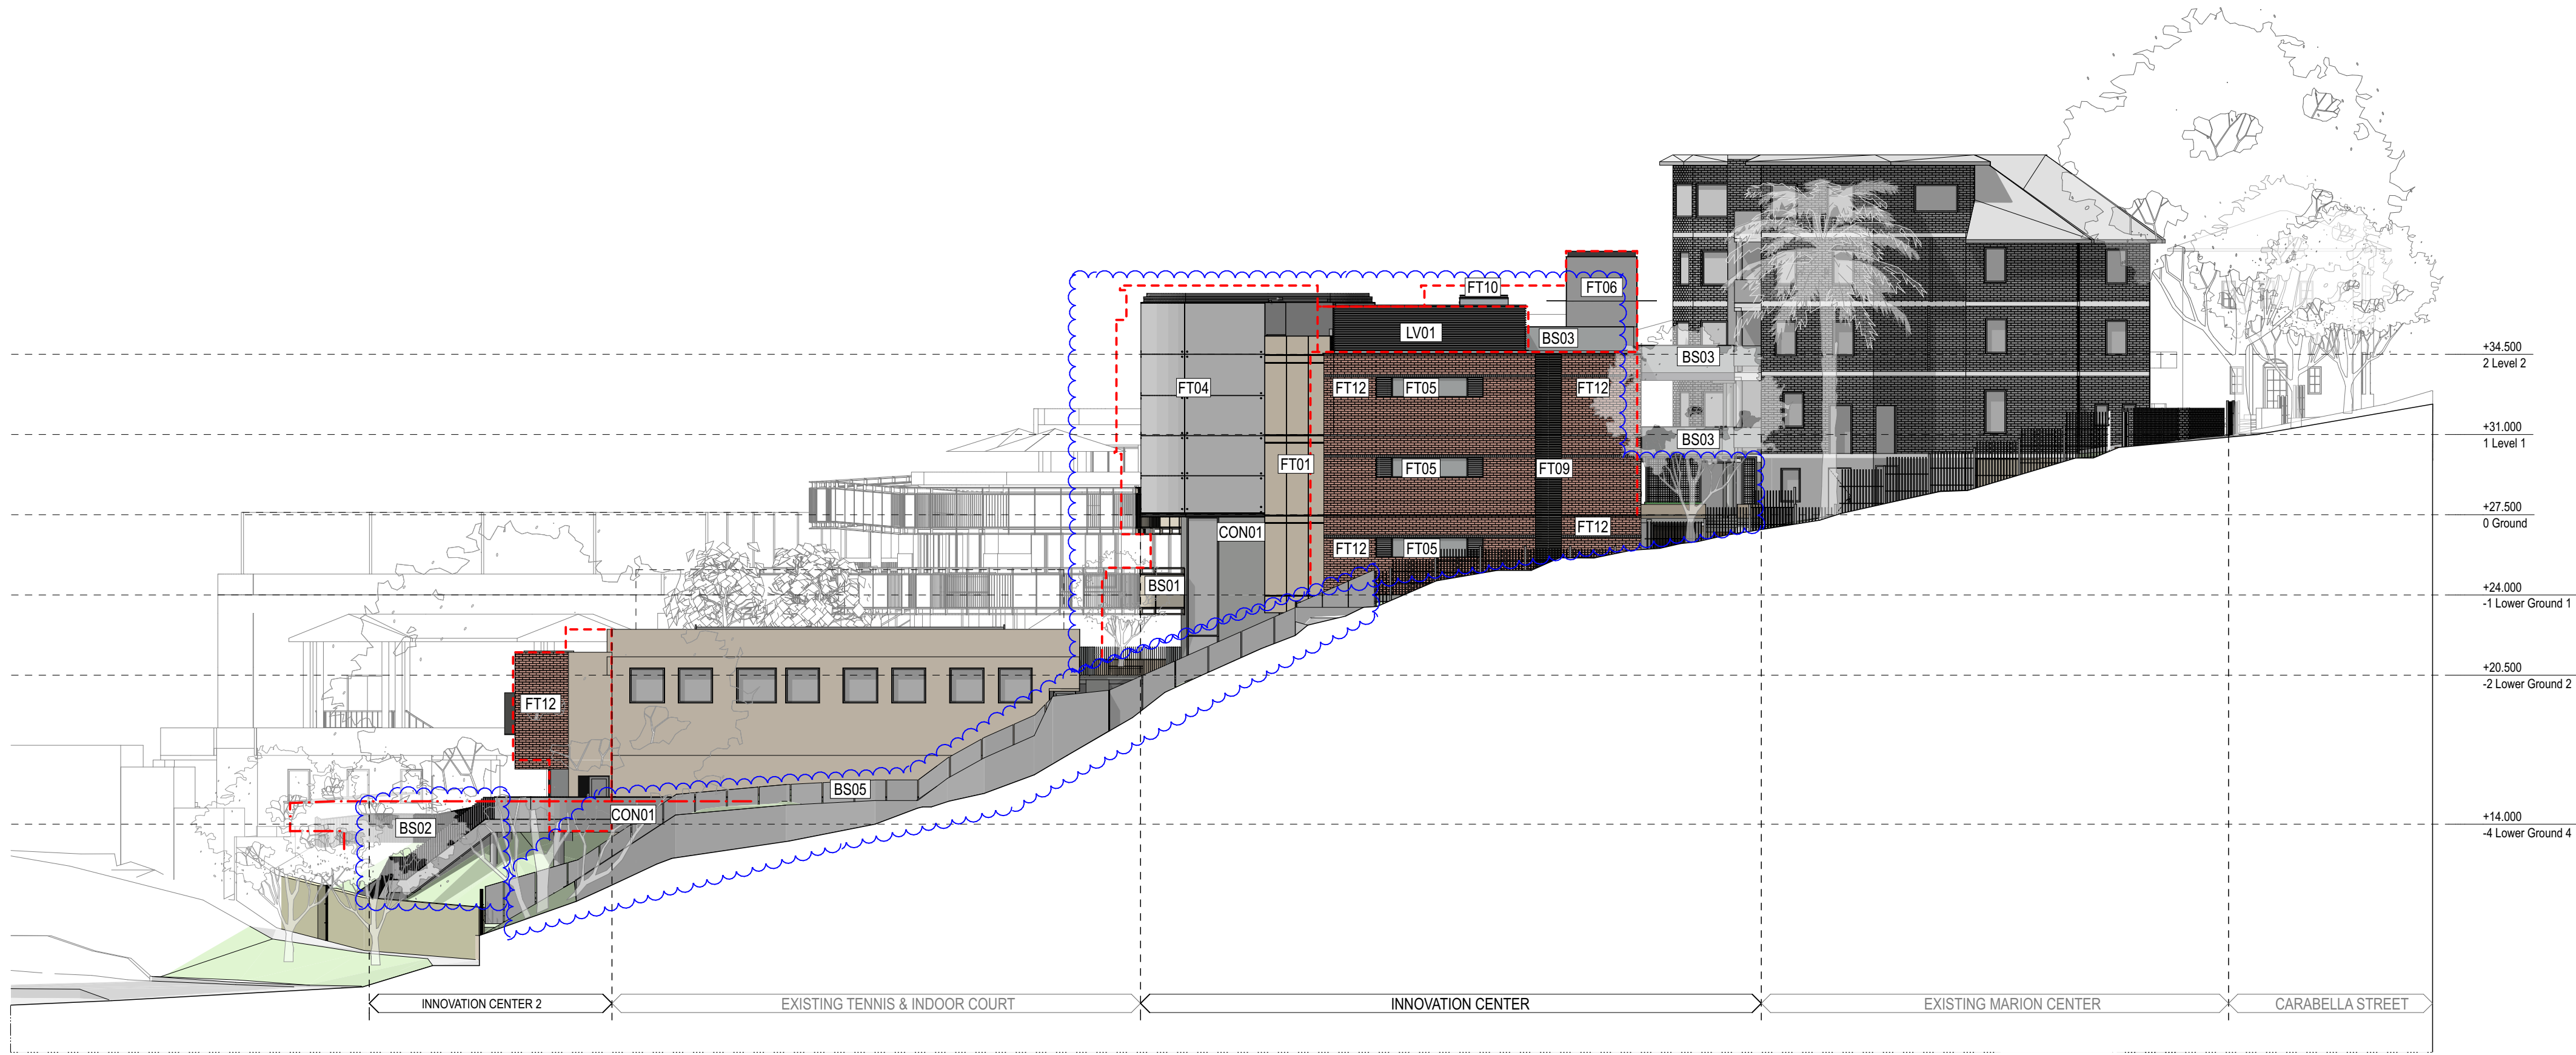 FT10
FT06
LV01
BS03
BS03
+34.500
2 Level 2
FT04
FT12
FT05
FT12
+31.000
1 Level 1
BS03
FT01
FT05
FT09
+27.500
0 Ground
CON01
FT12
FT12
FT05
BS01
+24.000
-1 Lower Ground 1
+20.500
-2 Lower Ground 2
FT12
BS05
CON01
BS02
+14.000
-4 Lower Ground 4
INNOVATION CENTER 2
EXISTING TENNIS & INDOOR COURT
INNOVATION CENTER
EXISTING MARION CENTER
CARABELLA STREET